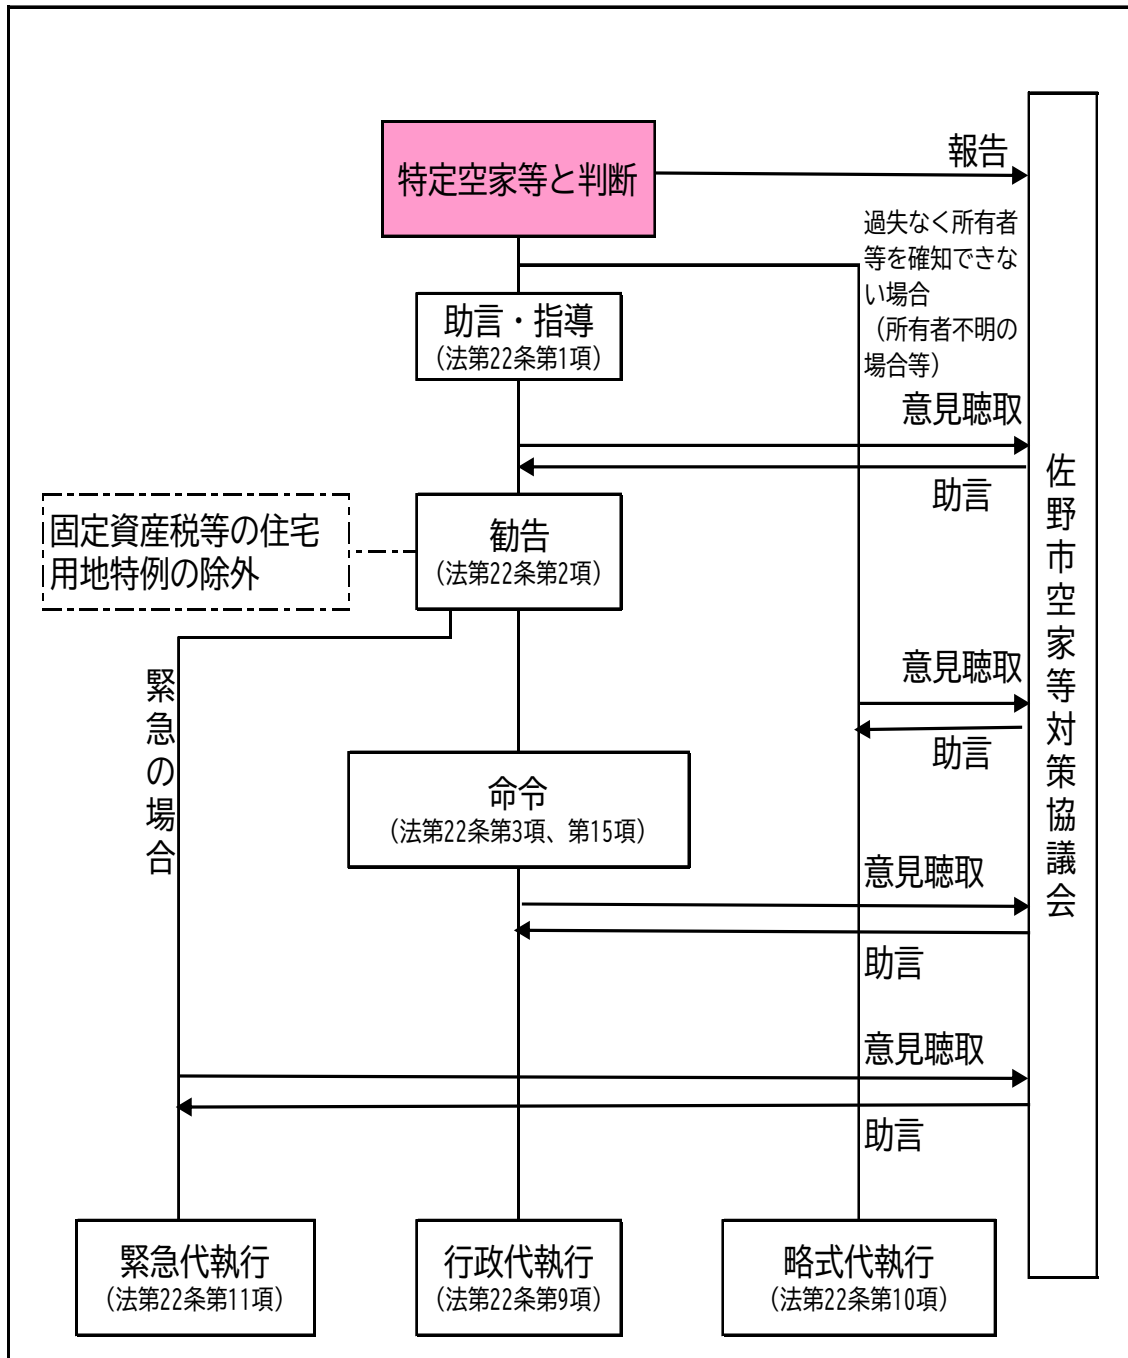 特定空家等と判断
報告
過失なく所有者
等を確知できな
い場合
（所有者不明の
場合等）
助言・指導
（法第22条第1項）
意見聴取
助言
固定資産税等の住宅
用地特例の除外
勧告
（法第22条第2項）
緊急の場合
意見聴取
助言
命令
（法第22条第3項、第15項）
意見聴取
助言
意見聴取
助言
佐野市空家等対策協議会
緊急代執行
（法第22条第11項）
行政代執行
（法第22条第9項）
略式代執行
（法第22条第10項）